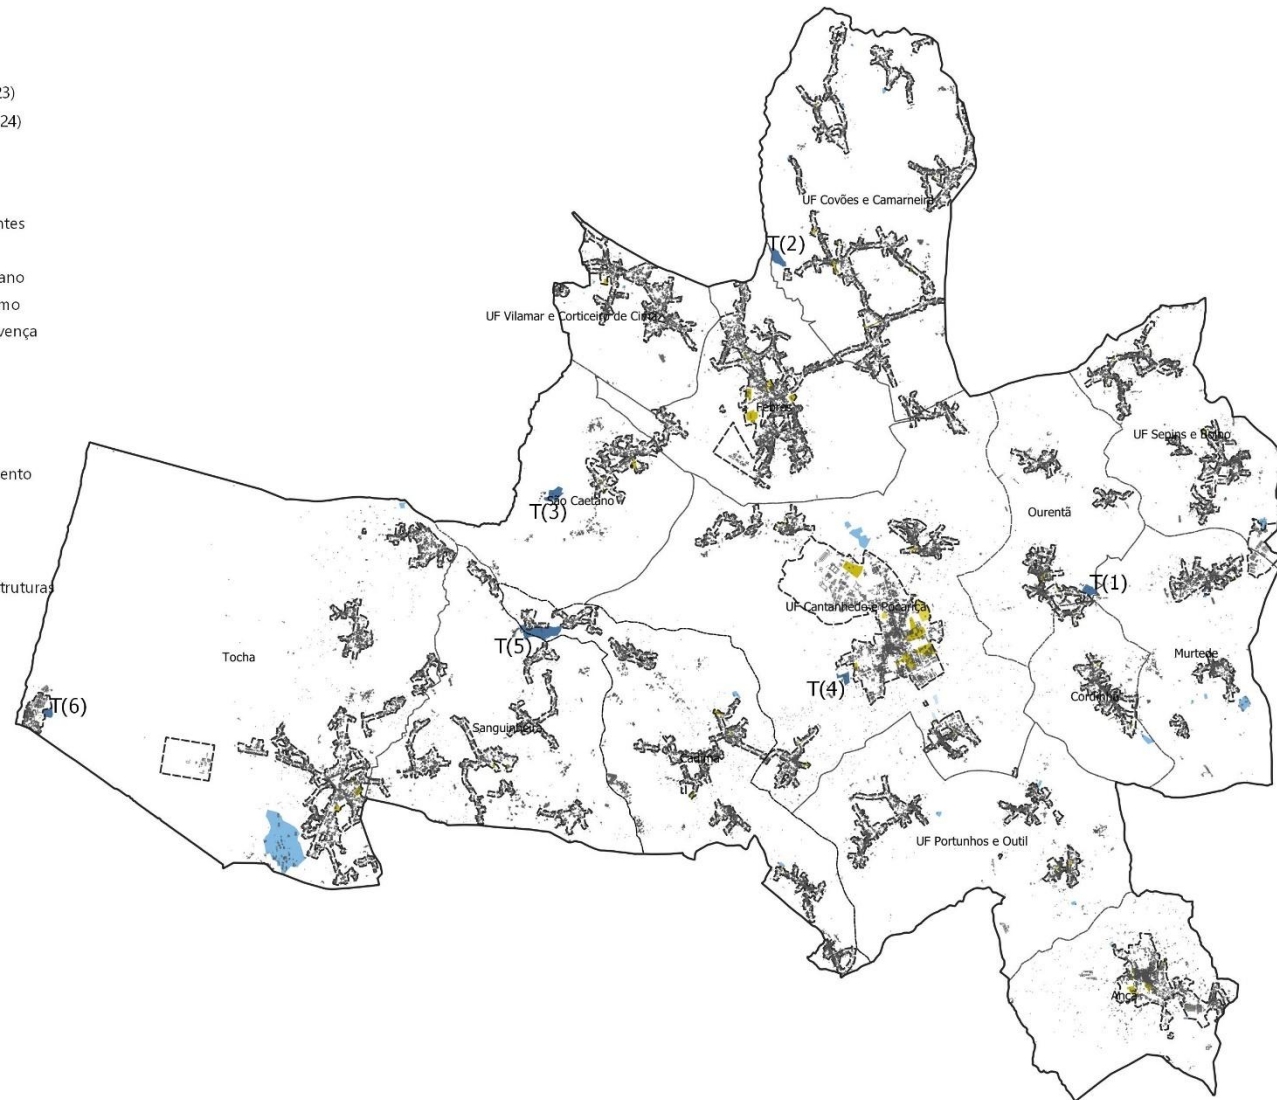 23)
24)
ntes
ano
mo
vença
ento
truturas
UF Covões e Camarneira
T(2)
UF Vilamar e Corticeiro de Cima
Febres
UF Sepins e Bolho
São Caetano
T(3)
Ourentã
T(1)
UF Cantanhede e Pocariça
T(5)
Tocha
Murtede
T(4)
Cordinhã
T(6)
Sanguinheira
Cadima
UF Portunhos e Outil
Ançã